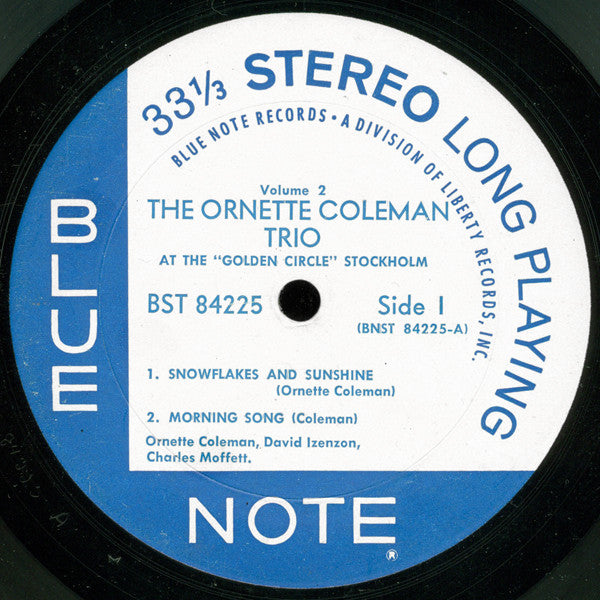 33⅓ STEREO LONG PLAYING
BLUE NOTE RECORDS • A DIVISION OF LIBERTY RECORDS, INC.
Volume 2
THE ORNETTE COLEMAN
TRIO
AT THE "GOLDEN CIRCLE" STOCKHOLM
BST 84225
Side 1
(BNST 84225-A)
1. SNOWFLAKES AND SUNSHINE
(Ornette Coleman)
2. MORNING SONG (Coleman)
Ornette Coleman, David Izenzon,
Charles Moffett.
BLUE
NOTE®